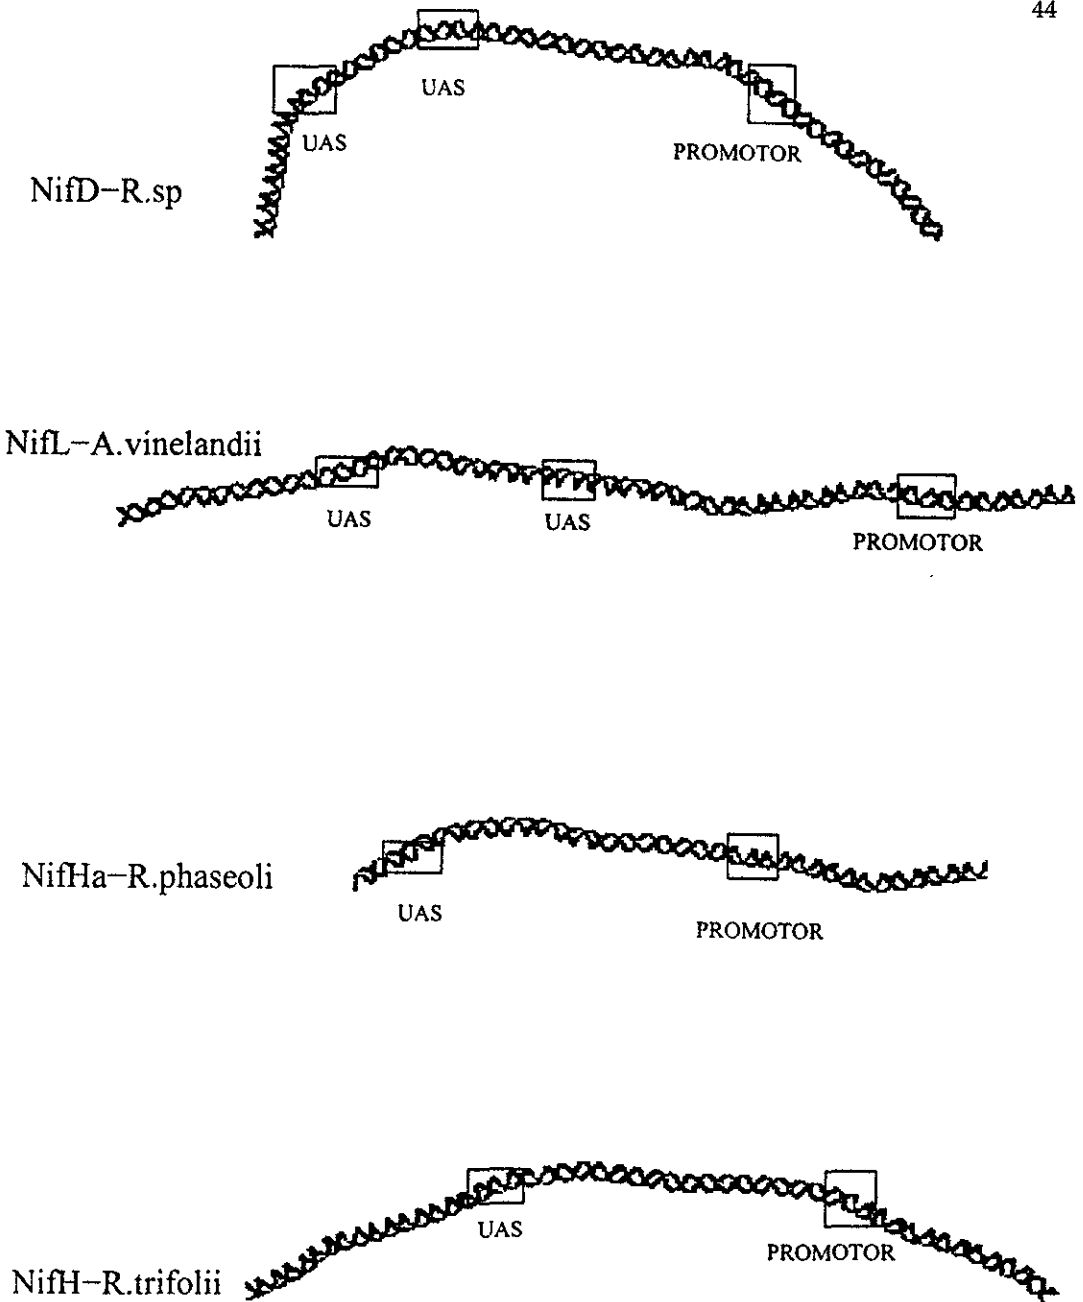 44
UAS
UAS
PROMOTOR
NifD−R.sp
NifL−A.vinelandii
UAS
UAS
PROMOTOR
NifHa−R.phaseoli
UAS
PROMOTOR
UAS
PROMOTOR
NifH−R.trifolii